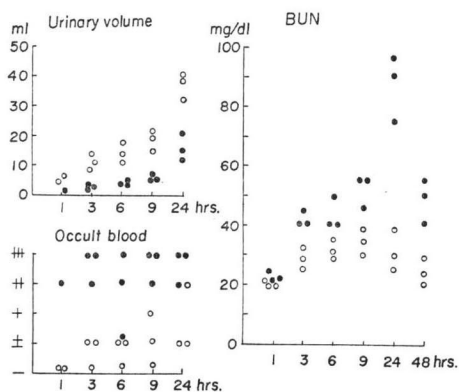 Urinary volume
ml
50
40
30
20
10
0
1 3 6 9 24 hrs.
Occult blood
卌
++
+
±
−
1 3 6 9 24 hrs.
BUN
mg/dl
100
80
60
40
20
0
1 3 6 9 24 48 hrs.